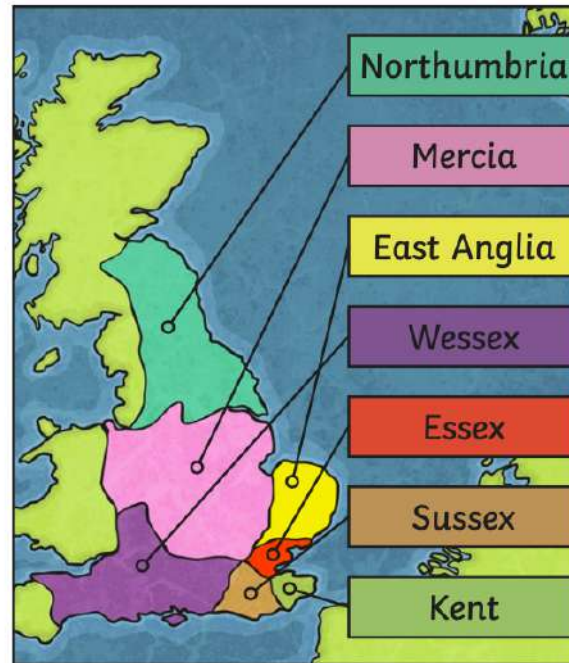 Northumbria
Mercia
East Anglia
Wessex
Essex
Sussex
Kent